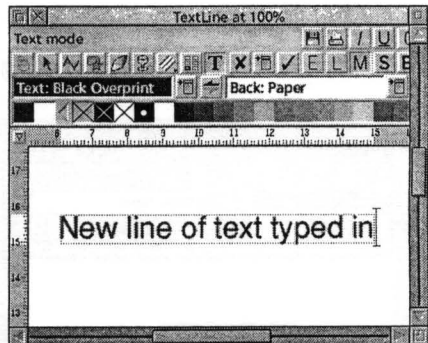 TextLine at 100%
Text mode
T E L M S
Text: Black Overprint Back: Paper
6 7 8 9 10 11 12 13 14 15
17
16
New line of text typed in
15
14
13